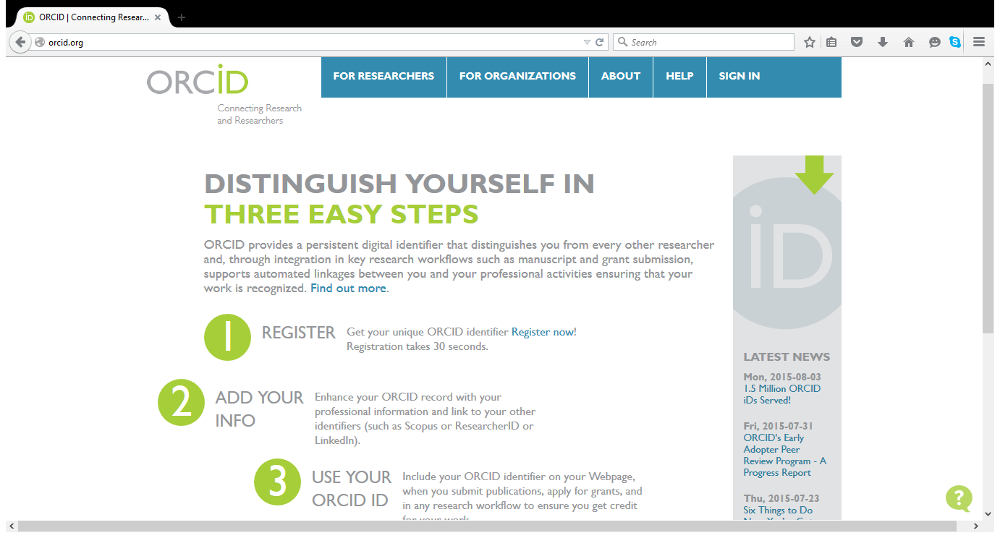 ORCID | Connecting Resear...
orcid.org
Search
ORCiD
Connecting Research
and Researchers
FOR RESEARCHERS
FOR ORGANIZATIONS
ABOUT
HELP
SIGN IN
DISTINGUISH YOURSELF IN
THREE EASY STEPS
ORCID provides a persistent digital identifier that distinguishes you from every other researcher
and, through integration in key research workflows such as manuscript and grant submission,
supports automated linkages between you and your professional activities ensuring that your
work is recognized. Find out more.
1
REGISTER
Get your unique ORCID identifier Register now!
Registration takes 30 seconds.
2
ADD YOUR
INFO
Enhance your ORCID record with your
professional information and link to your other
identifiers (such as Scopus or ResearcherID or
LinkedIn).
3
USE YOUR
ORCID ID
Include your ORCID identifier on your Webpage,
when you submit publications, apply for grants, and
in any research workflow to ensure you get credit
for your work.
iD
LATEST NEWS
Mon, 2015-08-03
1.5 Million ORCID
iDs Served!
Fri, 2015-07-31
ORCID's Early
Adopter Peer
Review Program - A
Progress Report
Thu, 2015-07-23
Six Things to Do
?